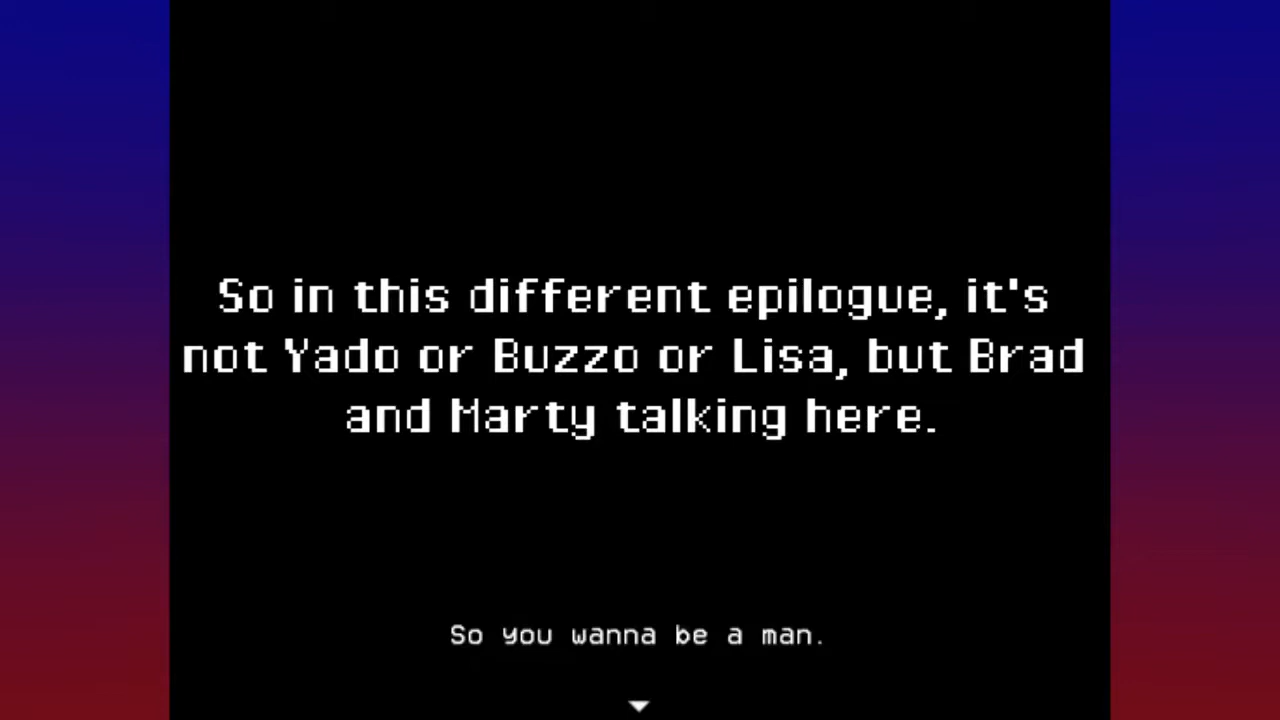 So in this different epilogue, it's
not Yado or Buzzo or Lisa, but Brad
and Marty talking here.
So you wanna be a man.